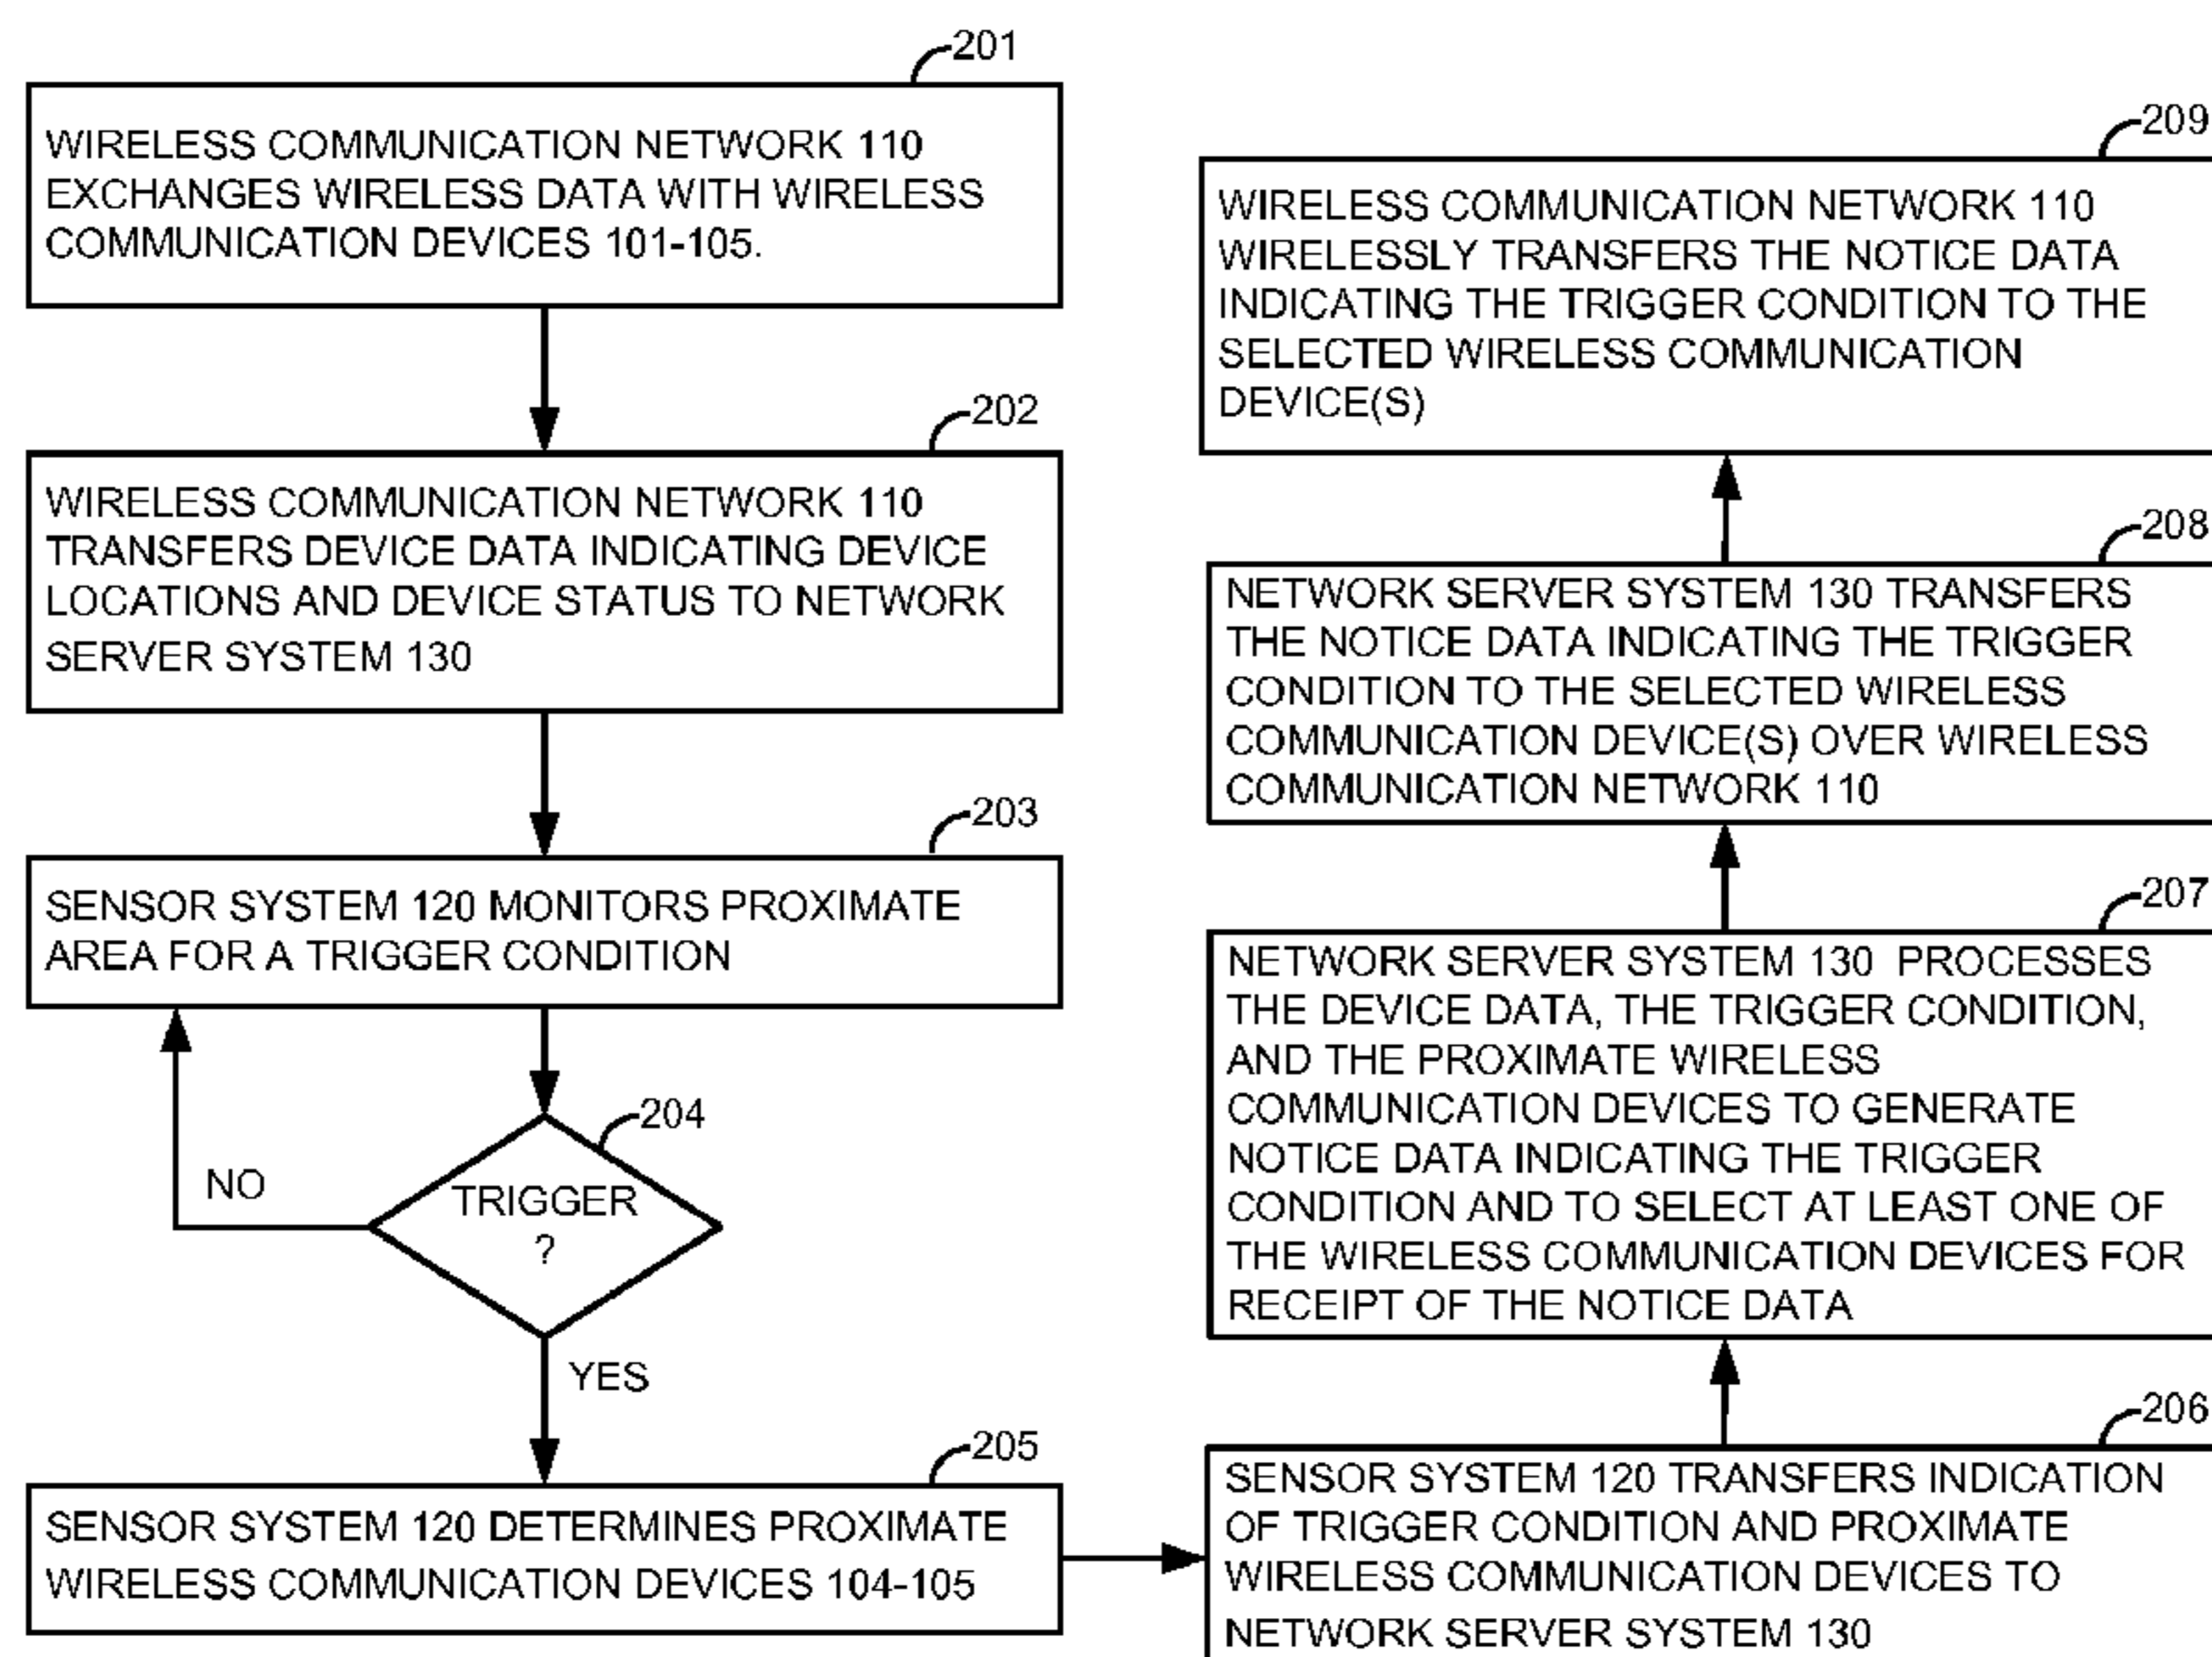 201
WIRELESS COMMUNICATION NETWORK 110
EXCHANGES WIRELESS DATA WITH WIRELESS
COMMUNICATION DEVICES 101-105.
202
WIRELESS COMMUNICATION NETWORK 110
TRANSFERS DEVICE DATA INDICATING DEVICE
LOCATIONS AND DEVICE STATUS TO NETWORK
SERVER SYSTEM 130
203
SENSOR SYSTEM 120 MONITORS PROXIMATE
AREA FOR A TRIGGER CONDITION
204
TRIGGER
?
NO
YES
205
SENSOR SYSTEM 120 DETERMINES PROXIMATE
WIRELESS COMMUNICATION DEVICES 104-105
206
SENSOR SYSTEM 120 TRANSFERS INDICATION
OF TRIGGER CONDITION AND PROXIMATE
WIRELESS COMMUNICATION DEVICES TO
NETWORK SERVER SYSTEM 130
207
NETWORK SERVER SYSTEM 130 PROCESSES
THE DEVICE DATA, THE TRIGGER CONDITION,
AND THE PROXIMATE WIRELESS
COMMUNICATION DEVICES TO GENERATE
NOTICE DATA INDICATING THE TRIGGER
CONDITION AND TO SELECT AT LEAST ONE OF
THE WIRELESS COMMUNICATION DEVICES FOR
RECEIPT OF THE NOTICE DATA
208
NETWORK SERVER SYSTEM 130 TRANSFERS
THE NOTICE DATA INDICATING THE TRIGGER
CONDITION TO THE SELECTED WIRELESS
COMMUNICATION DEVICE(S) OVER WIRELESS
COMMUNICATION NETWORK 110
209
WIRELESS COMMUNICATION NETWORK 110
WIRELESSLY TRANSFERS THE NOTICE DATA
INDICATING THE TRIGGER CONDITION TO THE
SELECTED WIRELESS COMMUNICATION
DEVICE(S)